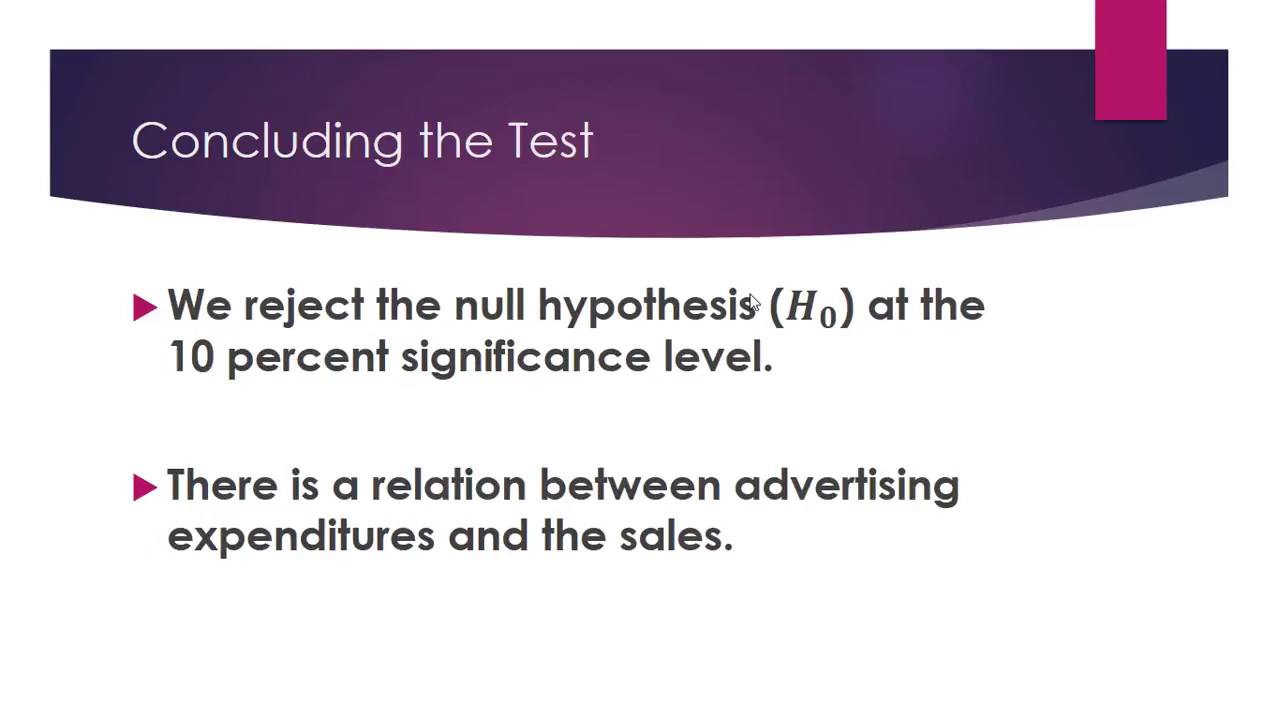 Concluding the Test
We reject the null hypothesis (H₀) at the
10 percent significance level.
There is a relation between advertising
expenditures and the sales.